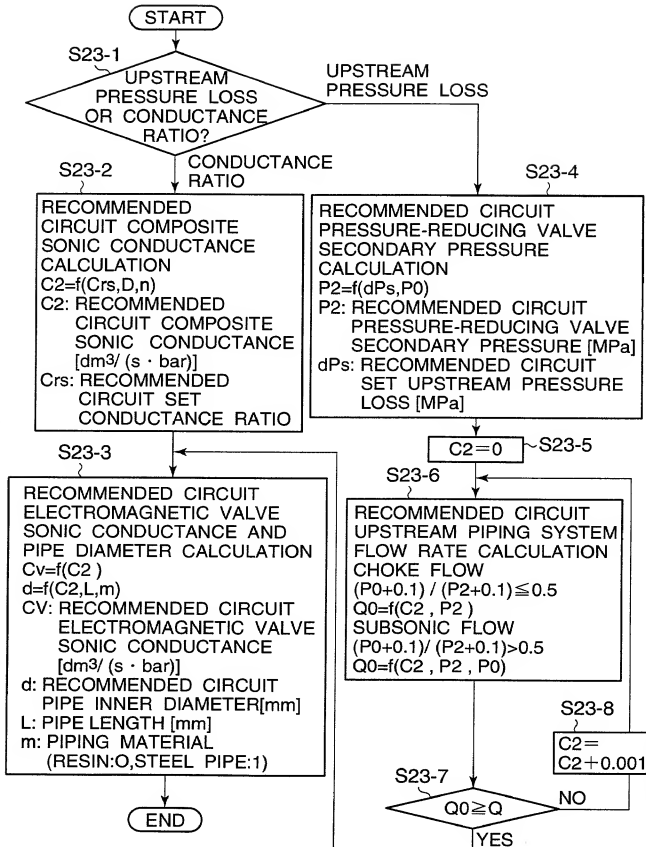 START
S23-1
UPSTREAM
PRESSURE LOSS
OR CONDUCTANCE
RATIO?
UPSTREAM
PRESSURE LOSS
CONDUCTANCE
RATIO
S23-2
RECOMMENDED
CIRCUIT COMPOSITE
SONIC CONDUCTANCE
CALCULATION
C2=f(Crs,D,n)
C2: RECOMMENDED
CIRCUIT COMPOSITE
SONIC CONDUCTANCE
[dm³/ (s · bar)]
Crs: RECOMMENDED
CIRCUIT SET
CONDUCTANCE RATIO
S23-4
RECOMMENDED CIRCUIT
PRESSURE-REDUCING VALVE
SECONDARY PRESSURE
CALCULATION
P2=f(dPs,P0)
P2: RECOMMENDED CIRCUIT
PRESSURE-REDUCING VALVE
SECONDARY PRESSURE [MPa]
dPs: RECOMMENDED CIRCUIT
SET UPSTREAM PRESSURE
LOSS [MPa]
C2=0
S23-5
S23-3
RECOMMENDED CIRCUIT
ELECTROMAGNETIC VALVE
SONIC CONDUCTANCE AND
PIPE DIAMETER CALCULATION
Cv=f(C2 )
d=f(C2,L,m)
CV: RECOMMENDED CIRCUIT
ELECTROMAGNETIC VALVE
SONIC CONDUCTANCE
[dm³/ (s · bar)]
d: RECOMMENDED CIRCUIT
PIPE INNER DIAMETER[mm]
L: PIPE LENGTH [mm]
m: PIPING MATERIAL
(RESIN:O,STEEL PIPE:1)
END
S23-6
RECOMMENDED CIRCUIT
UPSTREAM PIPING SYSTEM
FLOW RATE CALCULATION
CHOKE FLOW
(P0+0.1) / (P2+0.1)≦0.5
Q0=f(C2 , P2 )
SUBSONIC FLOW
(P0+0.1)/ (P2+0.1)>0.5
Q0=f(C2 , P2 , P0)
S23-8
C2=
C2+0.001
S23-7
Q0≧Q
NO
YES